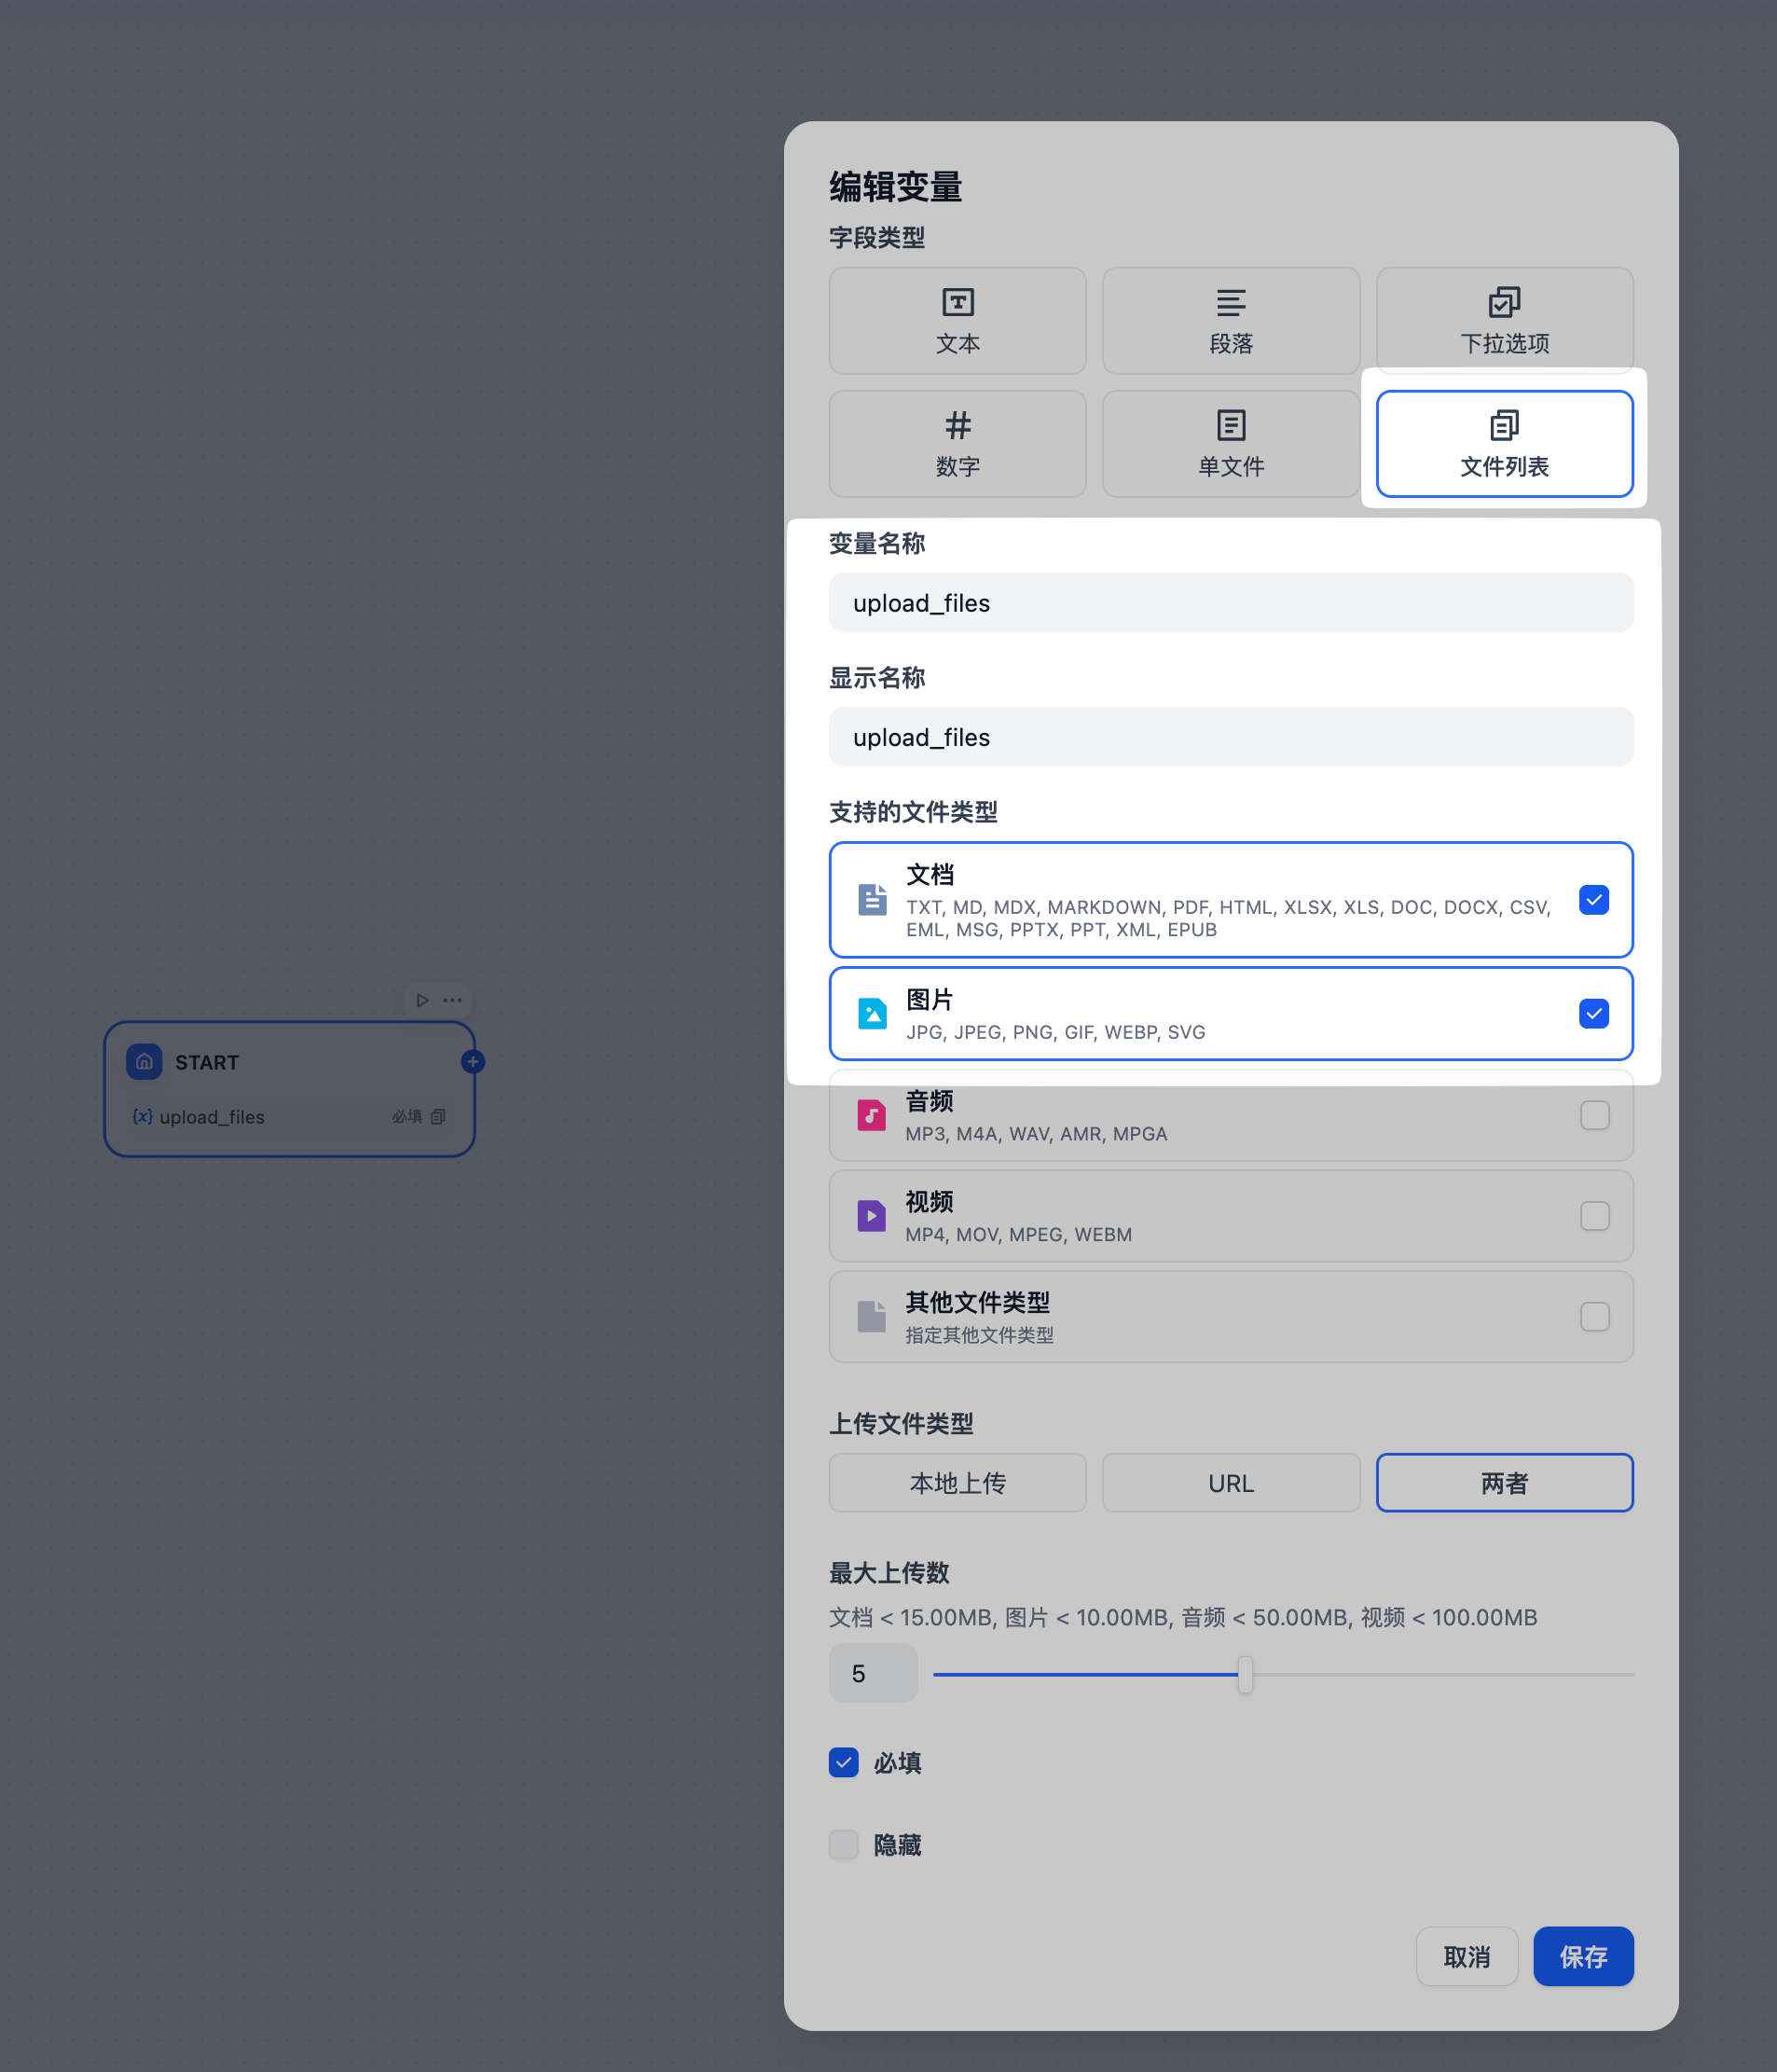 编辑变量
字段类型
文本
段落
下拉选项
数字
单文件
文件列表
变量名称
upload_files
显示名称
upload_files
支持的文件类型
文档
TXT, MD, MDX, MARKDOWN, PDF, HTML, XLSX, XLS, DOC, DOCX, CSV,
EML, MSG, PPTX, PPT, XML, EPUB
图片
JPG, JPEG, PNG, GIF, WEBP, SVG
音频
MP3, M4A, WAV, AMR, MPGA
视频
MP4, MOV, MPEG, WEBM
其他文件类型
指定其他文件类型
上传文件类型
本地上传
URL
两者
最大上传数
文档 < 15.00MB, 图片 < 10.00MB, 音频 < 50.00MB, 视频 < 100.00MB
5
必填
隐藏
取消
保存
START
{x} upload_files
必填